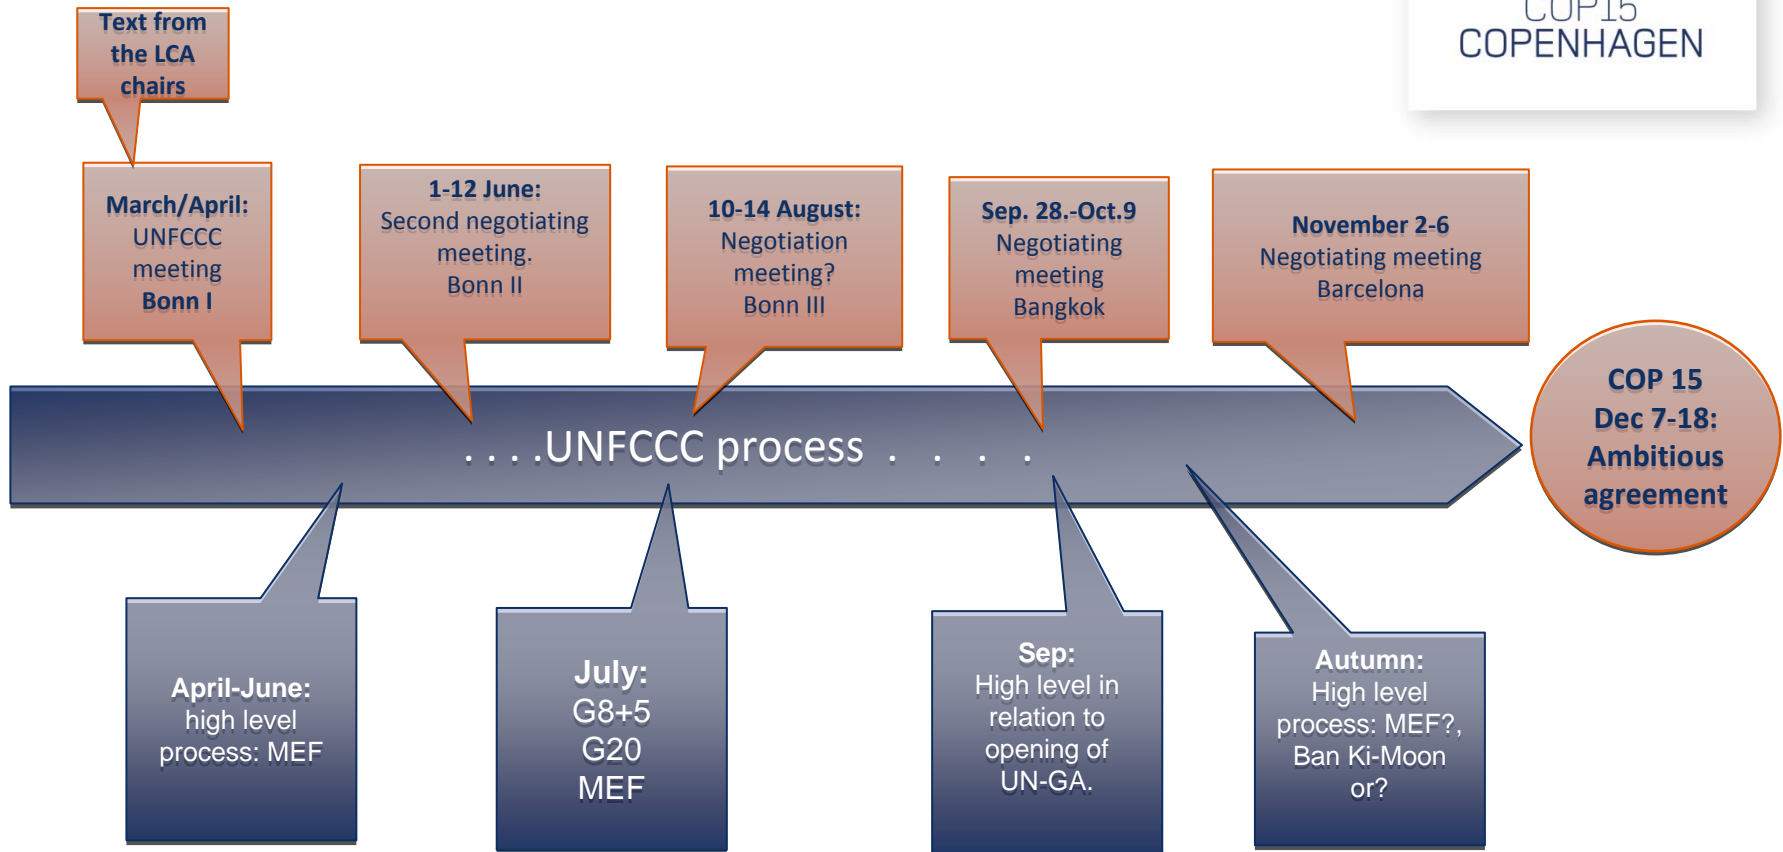 COP15
COPENHAGEN
Text from
the LCA
chairs
March/April:
UNFCCC
meeting
Bonn I
1-12 June:
Second negotiating
meeting.
Bonn II
10-14 August:
Negotiation
meeting?
Bonn III
Sep. 28.-Oct.9
Negotiating
meeting
Bangkok
November 2-6
Negotiating meeting
Barcelona
. . . .UNFCCC process . . . .
COP 15
Dec 7-18:
Ambitious
agreement
April-June:
high level
process: MEF
July:
G8+5
G20
MEF
Sep:
High level in
relation to
opening of
UN-GA.
Autumn:
High level
process: MEF?,
Ban Ki-Moon
or?